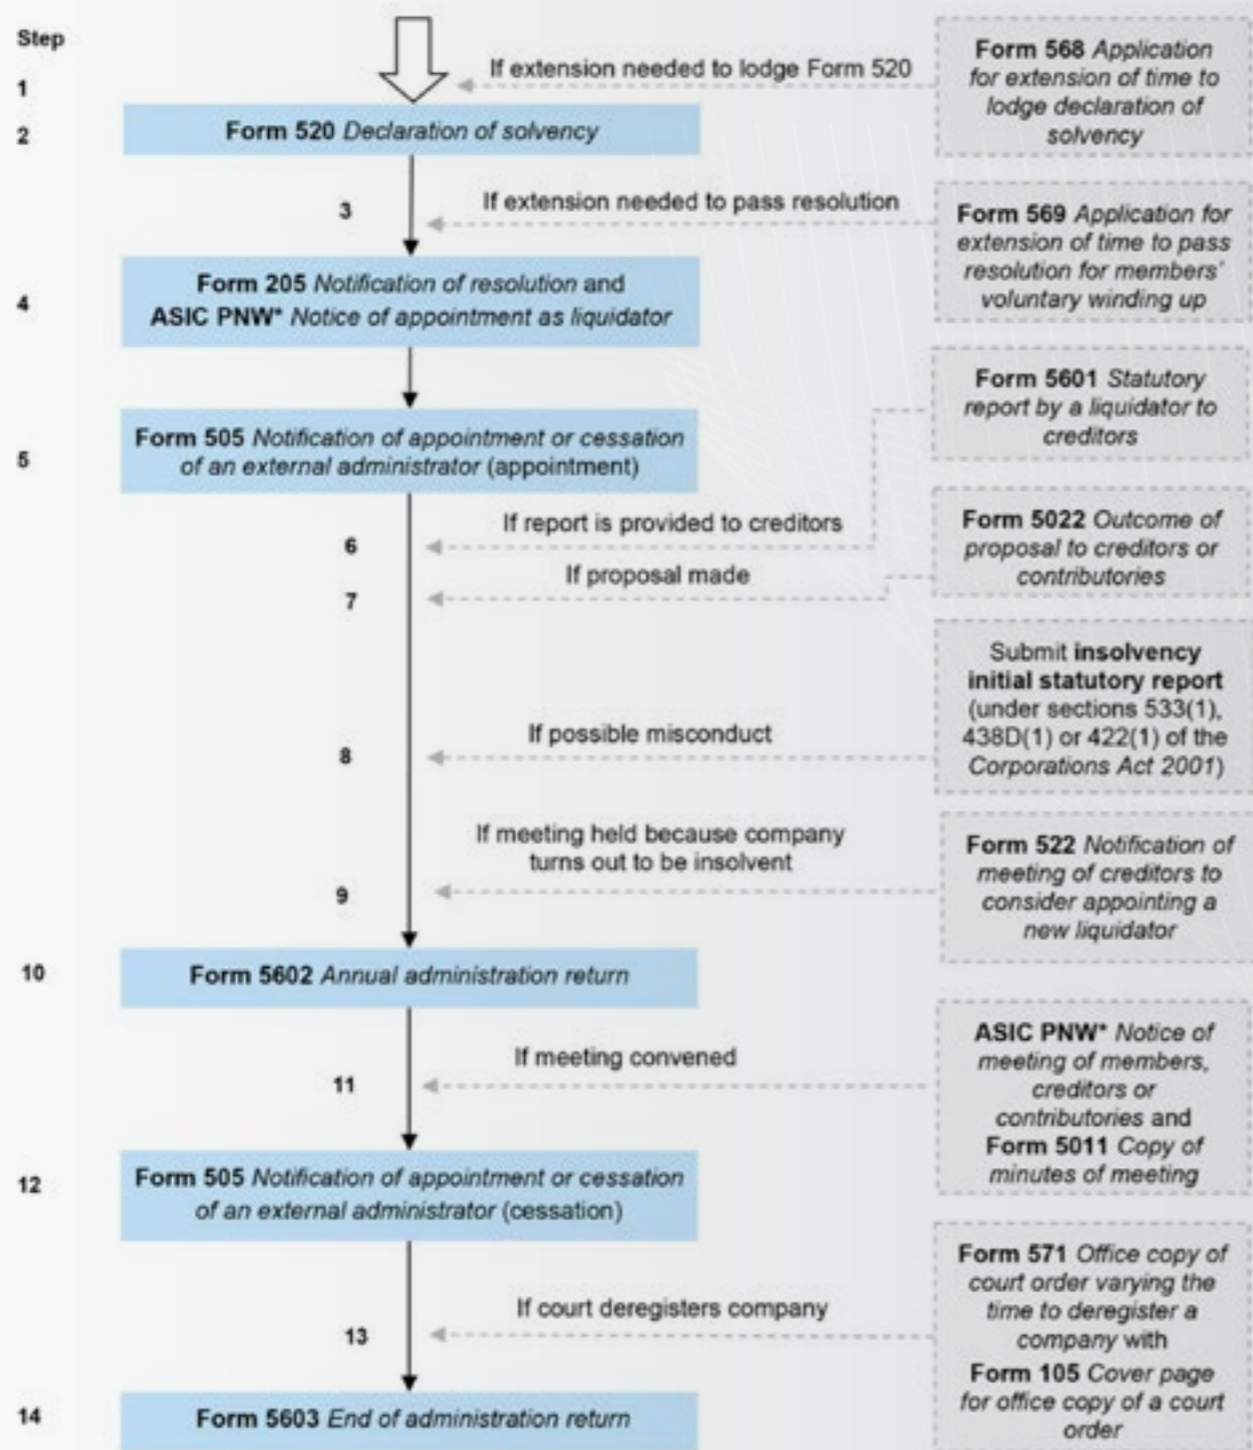 Step
1
If extension needed to lodge Form 520
Form 568 Application
for extension of time to
lodge declaration of
solvency
2
Form 520 Declaration of solvency
3
If extension needed to pass resolution
Form 569 Application for
extension of time to pass
resolution for members'
voluntary winding up
4
Form 205 Notification of resolution and
ASIC PNW* Notice of appointment as liquidator
5
Form 505 Notification of appointment or cessation
of an external administrator (appointment)
Form 5601 Statutory
report by a liquidator to
creditors
6
If report is provided to creditors
7
If proposal made
Form 5022 Outcome of
proposal to creditors or
contributories
8
If possible misconduct
Submit insolvency
initial statutory report
(under sections 533(1),
438D(1) or 422(1) of the
Corporations Act 2001)
9
If meeting held because company
turns out to be insolvent
Form 522 Notification of
meeting of creditors to
consider appointing a
new liquidator
10
Form 5602 Annual administration return
11
If meeting convened
ASIC PNW* Notice of
meeting of members,
creditors or
contributories and
Form 5011 Copy of
minutes of meeting
12
Form 505 Notification of appointment or cessation
of an external administrator (cessation)
13
If court deregisters company
Form 571 Office copy of
court order varying the
time to deregister a
company with
Form 105 Cover page
for office copy of a court
order
14
Form 5603 End of administration return